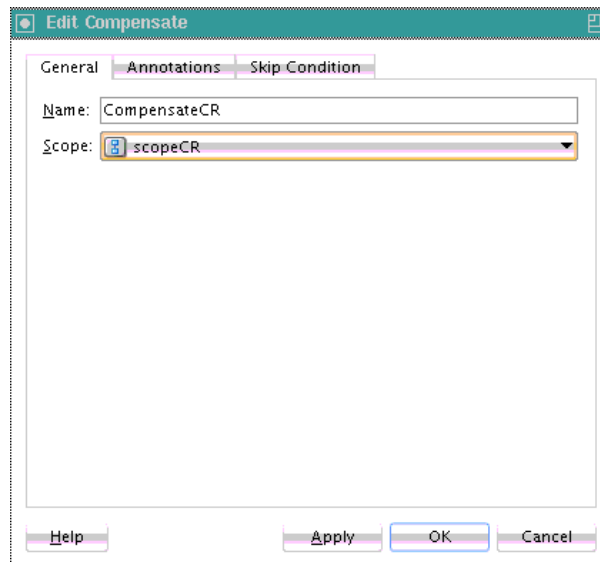 Edit Compensate
General Annotations Skip Condition
Name: CompensateCR
Scope: scopeCR
Help Apply OK Cancel